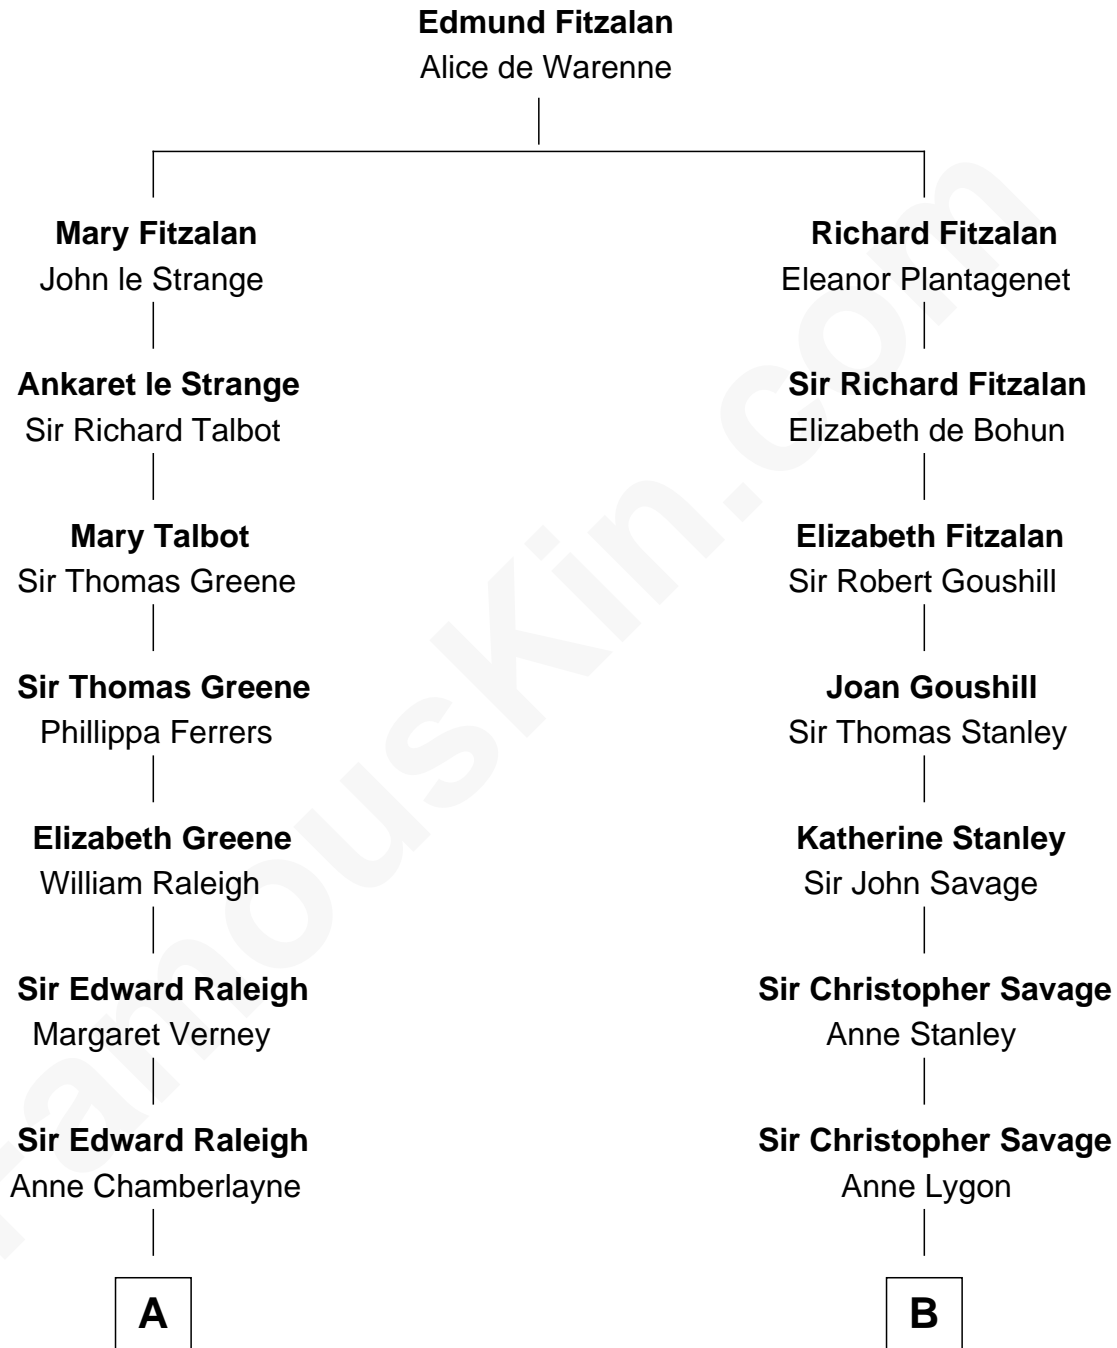 Edmund Fitzalan
Alice de Warenne
Mary Fitzalan
John le Strange
Richard Fitzalan
Eleanor Plantagenet
Ankaret le Strange
Sir Richard Talbot
Sir Richard Fitzalan
Elizabeth de Bohun
Mary Talbot
Sir Thomas Greene
Elizabeth Fitzalan
Sir Robert Goushill
Sir Thomas Greene
Phillippa Ferrers
Joan Goushill
Sir Thomas Stanley
Elizabeth Greene
William Raleigh
Katherine Stanley
Sir John Savage
Sir Edward Raleigh
Margaret Verney
Sir Christopher Savage
Anne Stanley
Sir Edward Raleigh
Anne Chamberlayne
Sir Christopher Savage
Anne Lygon
A
B
FamousKin.com